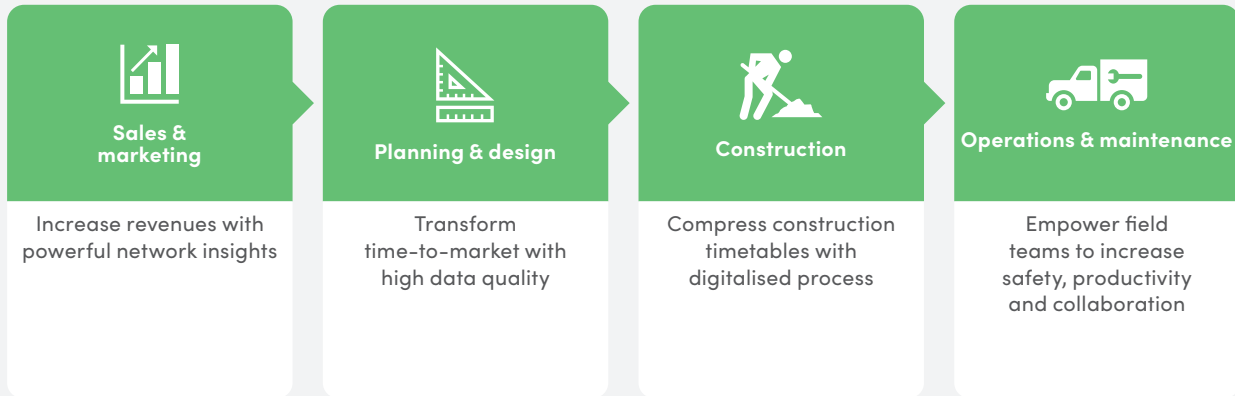 Sales &
marketing
Increase revenues with
powerful network insights
Planning & design
Transform
time-to-market with
high data quality
Construction
Compress construction
timetables with
digitalised process
Operations & maintenance
Empower field
teams to increase
safety, productivity
and collaboration